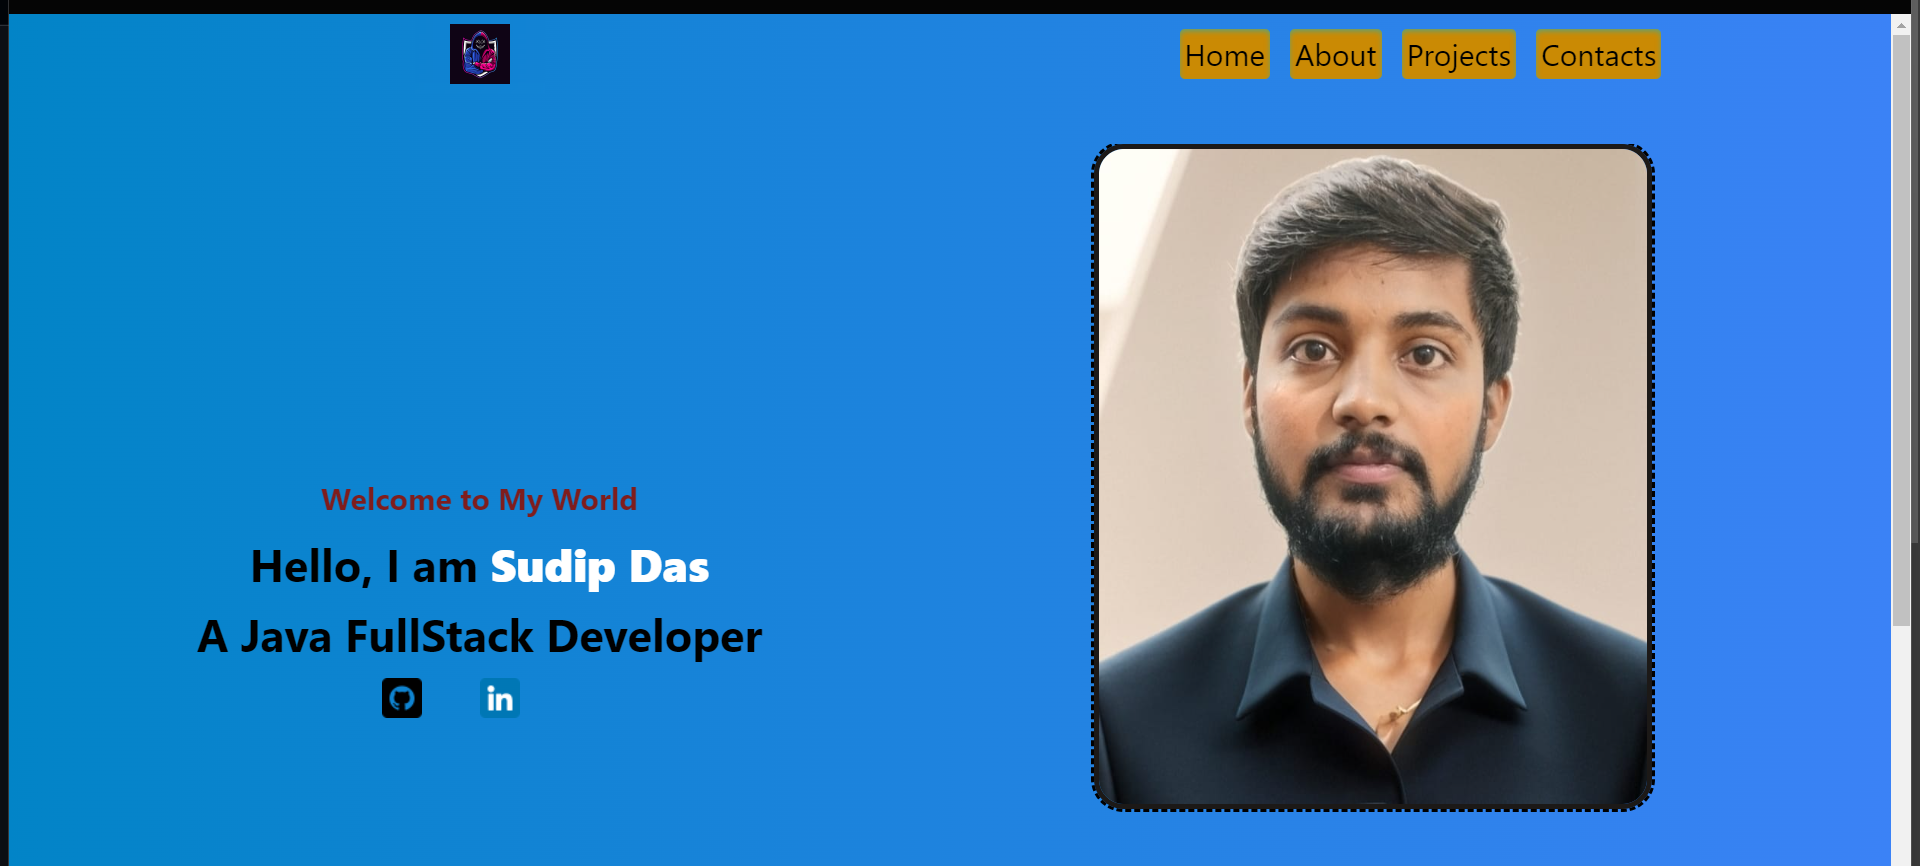 Home About Projects Contacts
Welcome to My World
Hello, I am Sudip Das
A Java FullStack Developer
in